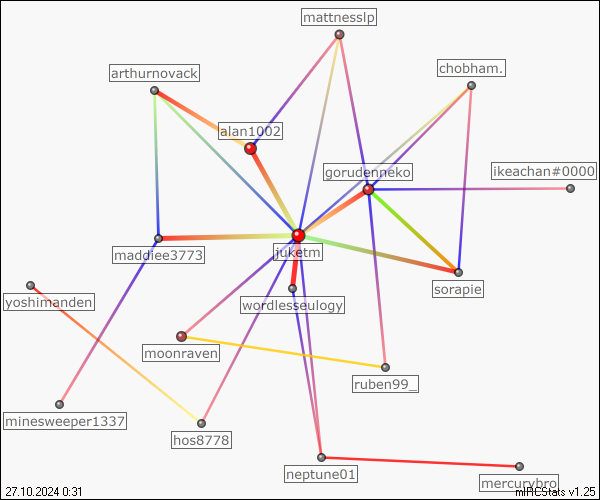 mattnesslp
chobham.
arthurnovack
alan1002
gorudenneko
ikeachan#0000
maddiee3773
juketm
sorapie
yoshimanden
wordlesseulogy
moonraven
ruben99_
minesweeper1337
hos8778
neptune01
mercurybro
27.10.2024 0:31
mIRCStats v1.25